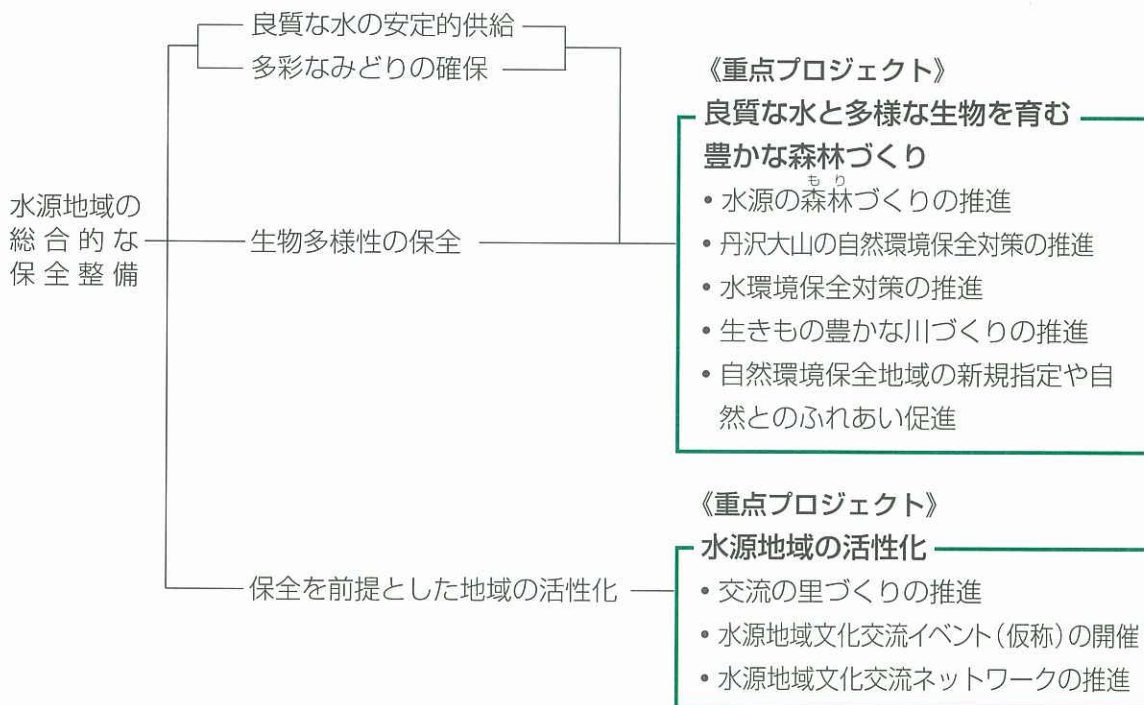 水源地域の
総合的な
保全整備
良質な水の安定的供給
多彩なみどりの確保
生物多様性の保全
保全を前提とした地域の活性化
《重点プロジェクト》
良質な水と多様な生物を育む
豊かな森林づくり
もり
・水源の森林づくりの推進
・丹沢大山の自然環境保全対策の推進
・水環境保全対策の推進
・生きもの豊かな川づくりの推進
・自然環境保全地域の新規指定や自
然とのふれあい促進
《重点プロジェクト》
水源地域の活性化
・交流の里づくりの推進
・水源地域文化交流イベント(仮称)の開催
・水源地域文化交流ネットワークの推進